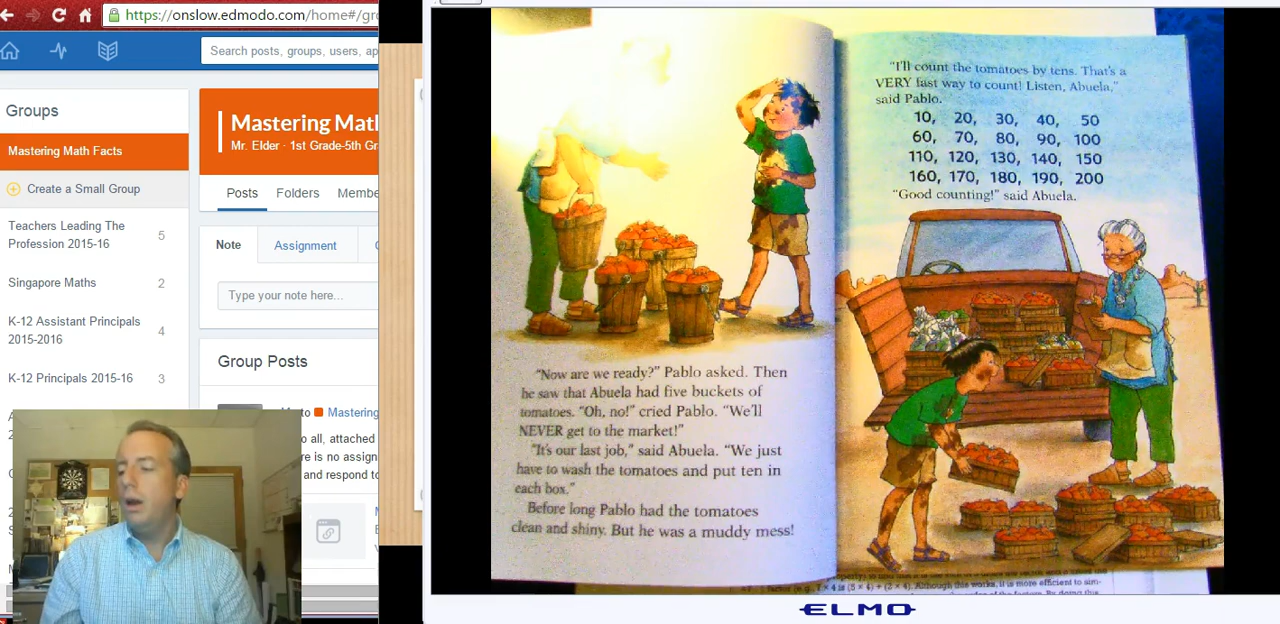 https://onslow.edmodo.com/home#/gro
Search posts, groups, users, ap
Groups
Mastering Math Facts
Create a Small Group
Teachers Leading The
Profession 2015-16
5
Singapore Maths
2
K-12 Assistant Principals
2015-2016
4
K-12 Principals 2015-16
3
Mastering Math
Mr. Elder · 1st Grade-5th Gr
Posts
Folders
Note
Assignment
Type your note here...
Group Posts
to
Mastering
o all, attached
re is no assign
and respond to
"Now are we ready?" Pablo asked. Then
he saw that Abuela had five buckets of
tomatoes. "Oh, no!" cried Pablo. "We'll
NEVER get to the market!"
"It's our last job," said Abuela. "We just
have to wash the tomatoes and put ten in
each box."
Before long Pablo had the tomatoes
clean and shiny. But he was a muddy mess!
"I'll count the tomatoes by tens. That's a
VERY fast way to count! Listen, Abuela,"
said Pablo.
10, 20, 30, 40, 50
60, 70, 80, 90, 100
110, 120, 130, 140, 150
160, 170, 180, 190, 200
"Good counting!" said Abuela.
ELMO